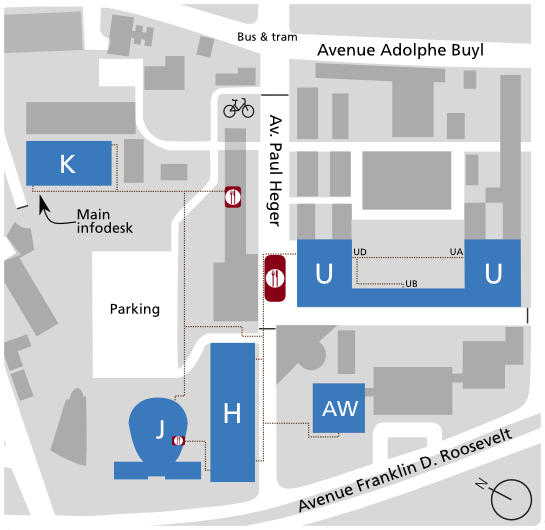 Bus & tram
Avenue Adolphe Buyl
Av. Paul Heger
K
Main
infodesk
UD
UA
U
U
UB
Parking
J
H
AW
Avenue Franklin D. Roosevelt
N